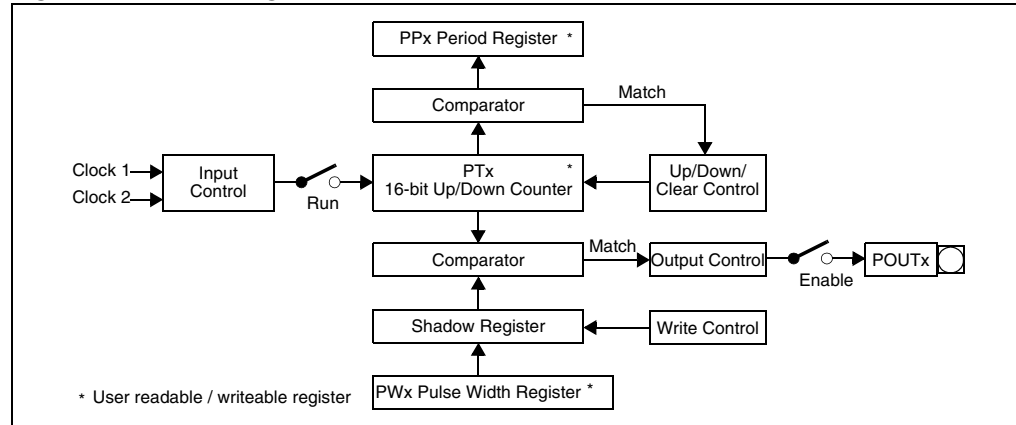 PPx Period Register *
Comparator
Match
Clock 1
Clock 2
Input
Control
Run
PTx *
16-bit Up/Down Counter
Up/Down/
Clear Control
Comparator
Match
Output Control
Enable
POUTx
Shadow Register
Write Control
PWx Pulse Width Register *
* User readable / writeable register